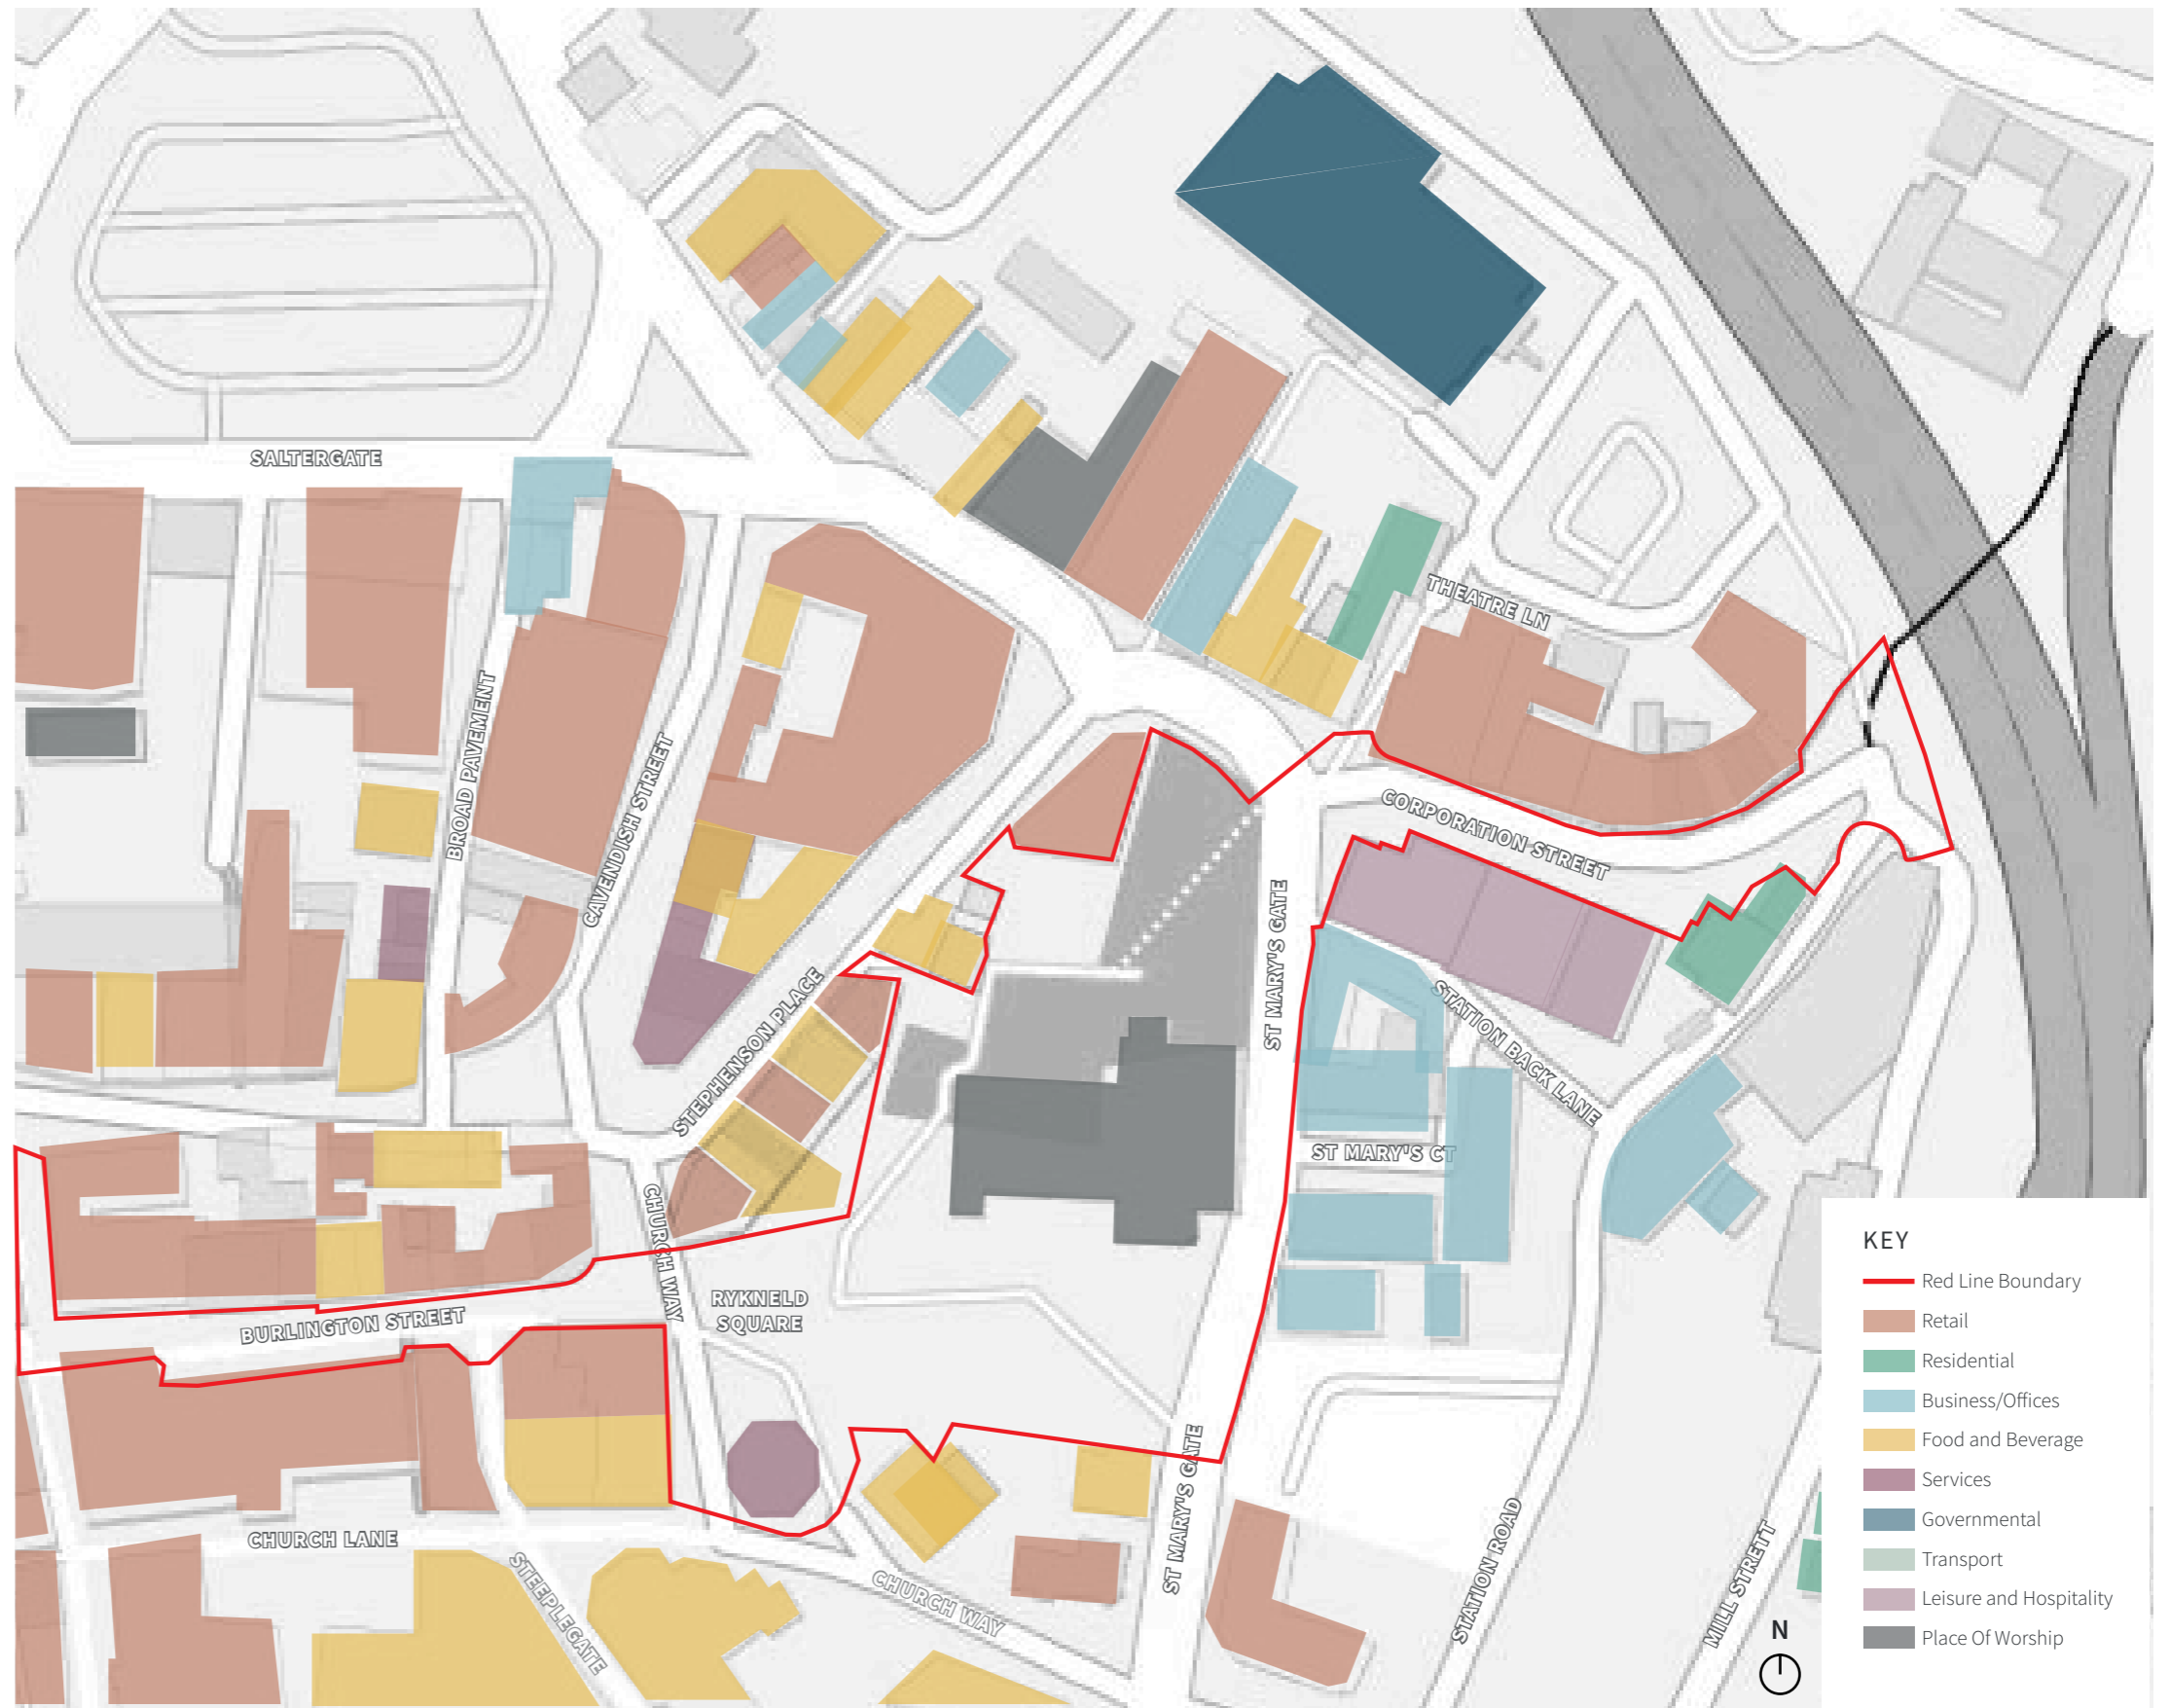 SALTERGATE
THEATRE LN
BROAD PAVEMENT
CAVENDISH STREET
CORPORATION STREET
ST MARY'S GATE
STEPHENSON PLACE
STATION BACK LANE
ST MARY'S CT
CHURCH WAY
RYKNELD
SQUARE
BURLINGTON STREET
ST MARY'S GATE
CHURCH LANE
STEEPLEGATE
CHURCH WAY
STATION ROAD
MILL STRETT
N
KEY
Red Line Boundary
Retail
Residential
Business/Offices
Food and Beverage
Services
Governmental
Transport
Leisure and Hospitality
Place Of Worship